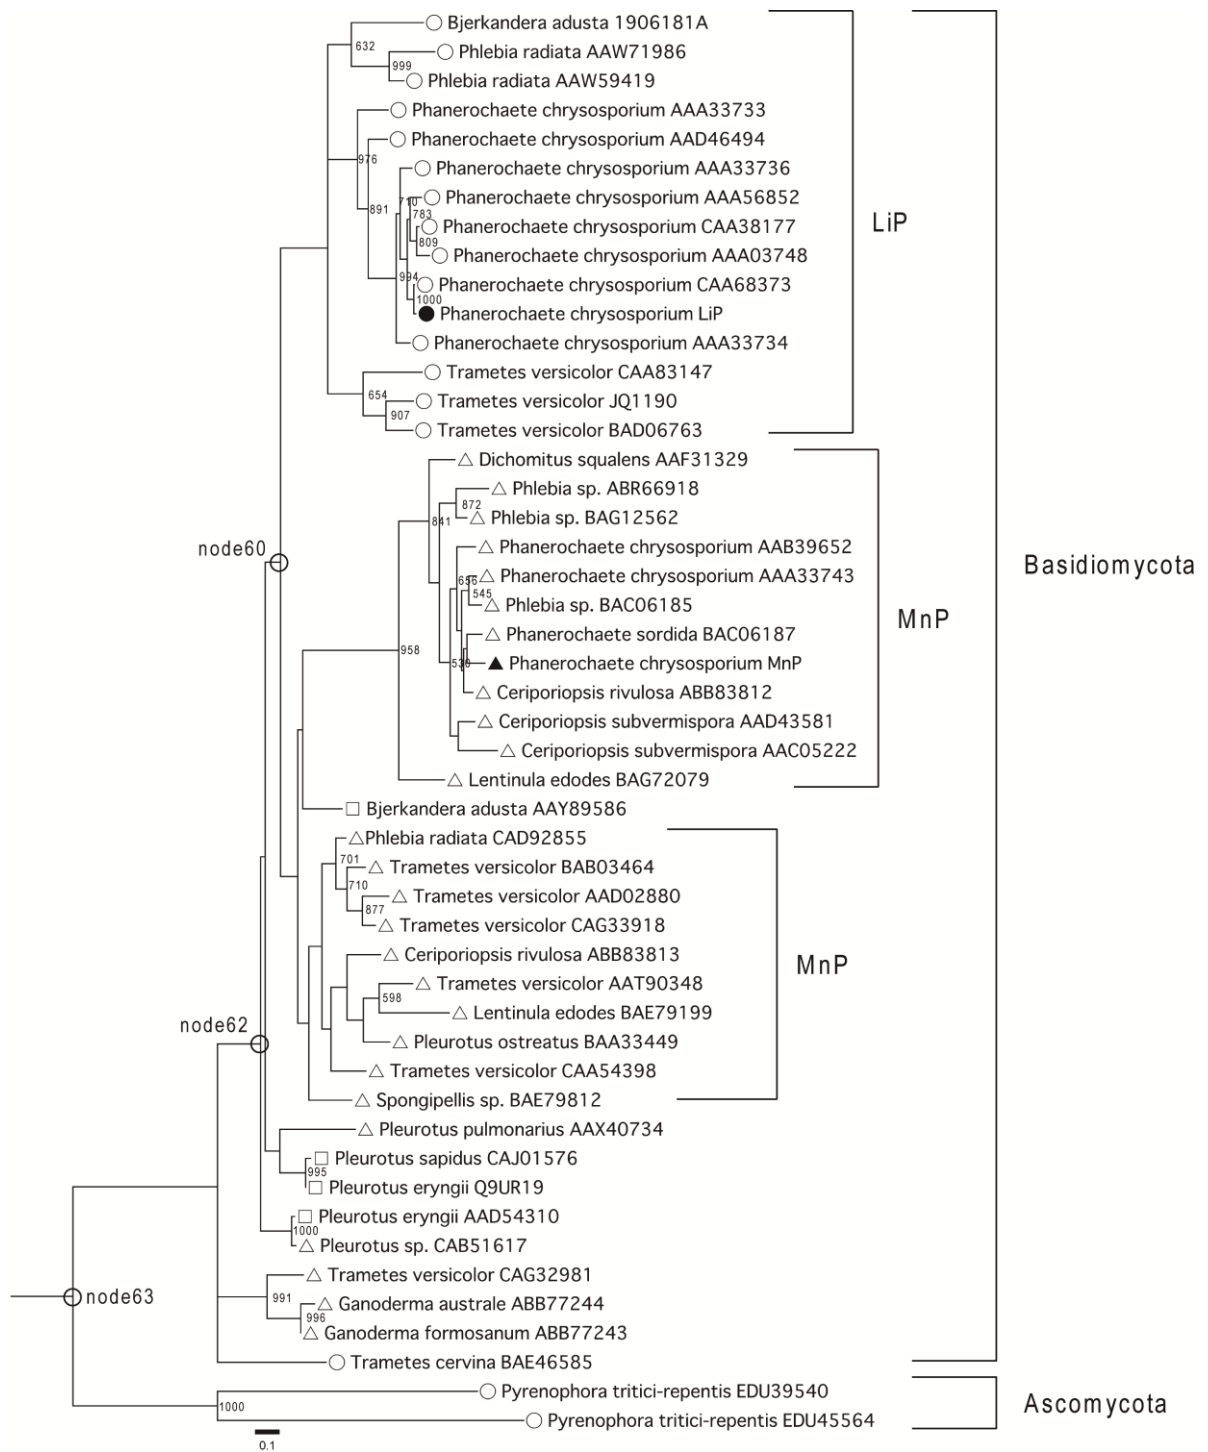 Bjerkandera adusta 1906181A
632
Phlebia radiata AAW71986
999
Phlebia radiata AAW59419
Phanerochaete chrysosporium AAA33733
Phanerochaete chrysosporium AAD46494
976
Phanerochaete chrysosporium AAA33736
Phanerochaete chrysosporium AAA56852
710
891
783
LiP
Phanerochaete chrysosporium CAA38177
809
Phanerochaete chrysosporium AAA03748
994
Phanerochaete chrysosporium CAA68373
1000
Phanerochaete chrysosporium LiP
Phanerochaete chrysosporium AAA33734
Trametes versicolor CAA83147
654
Trametes versicolor JQ1190
907
Trametes versicolor BAD06763
Dichomitus squalens AAF31329
Phlebia sp. ABR66918
872
Phlebia sp. BAG12562
841
node60
Phanerochaete chrysosporium AAB39652
Basidiomycota
Phanerochaete chrysosporium AAA33743
656
545
Phlebia sp. BAC06185
MnP
Phanerochaete sordida BAC06187
958
Phanerochaete chrysosporium MnP
Ceriporiopsis rivulosa ABB83812
Ceriporiopsis subvermispora AAD43581
Ceriporiopsis subvermispora AAC05222
Lentinula edodes BAG72079
Bjerkandera adusta AAY89586
Phlebia radiata CAD92855
701
Trametes versicolor BAB03464
710
Trametes versicolor AAD02880
877
Trametes versicolor CAG33918
Ceriporiopsis rivulosa ABB83813
MnP
Trametes versicolor AAT90348
598
Lentinula edodes BAE79199
node62
Pleurotus ostreatus BAA33449
Trametes versicolor CAA54398
Spongipellis sp. BAE79812
Pleurotus pulmonarius AAX40734
Pleurotus sapidus CAJ01576
995
Pleurotus eryngii Q9UR19
Pleurotus eryngii AAD54310
1000
Pleurotus sp. CAB51617
Trametes versicolor CAG32981
node63
991
Ganoderma australe ABB77244
996
Ganoderma formosanum ABB77243
Trametes cervina BAE46585
Pyrenophora tritici-repentis EDU39540
1000
Ascomycota
Pyrenophora tritici-repentis EDU45564
0.1